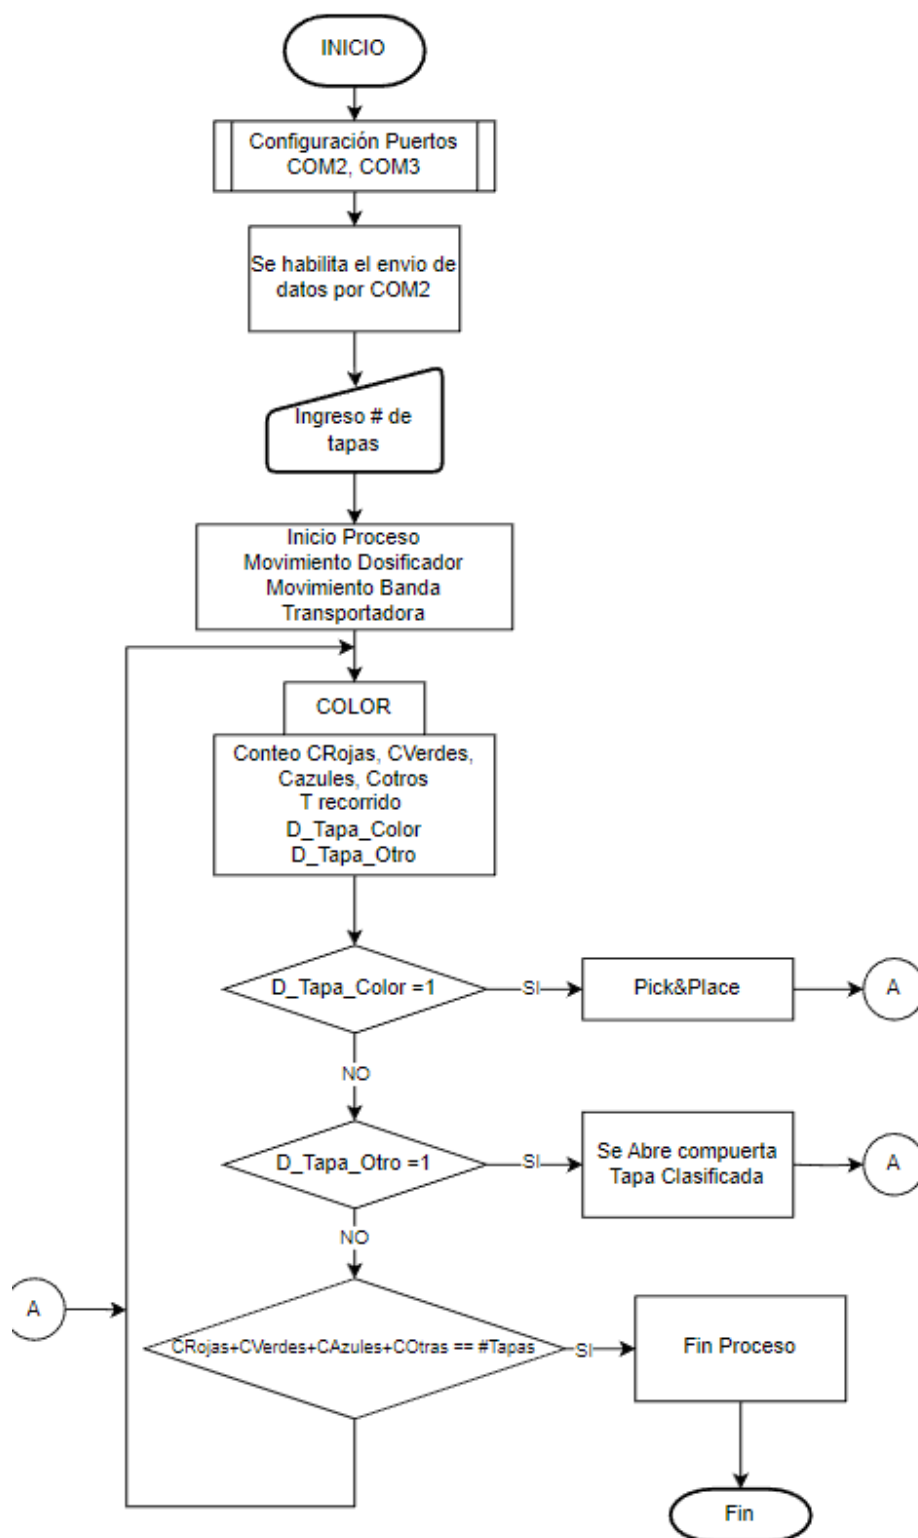 INICIO
Configuración Puertos
COM2, COM3
Se habilita el envio de
datos por COM2
Ingreso # de
tapas
Inicio Proceso
Movimiento Dosificador
Movimiento Banda
Transportadora
COLOR
Conteo CRojas, CVerdes,
Cazules, Cotros
T recorrido
D_Tapa_Color
D_Tapa_Otro
D_Tapa_Color =1
SI
Pick&Place
A
NO
D_Tapa_Otro =1
SI
Se Abre compuerta
Tapa Clasificada
A
NO
A
CRojas+CVerdes+CAzules+COtras == #Tapas
SI
Fin Proceso
Fin